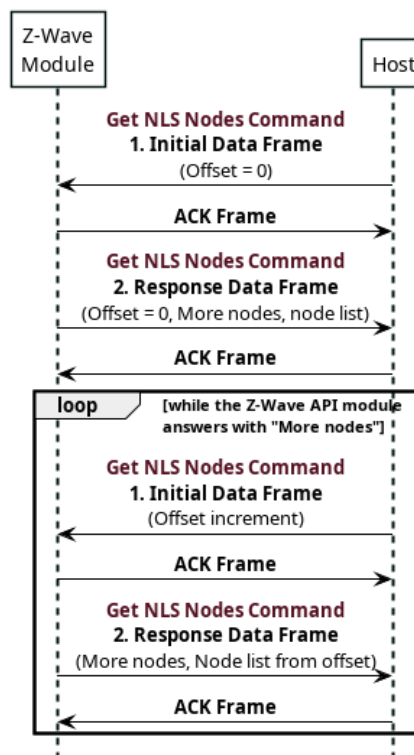 Z-Wave
Module
Host
Get NLS Nodes Command
1. Initial Data Frame
(Offset = 0)
ACK Frame
Get NLS Nodes Command
2. Response Data Frame
(Offset = 0, More nodes, node list)
ACK Frame
loop
[while the Z-Wave API module
answers with "More nodes"]
Get NLS Nodes Command
1. Initial Data Frame
(Offset increment)
ACK Frame
Get NLS Nodes Command
2. Response Data Frame
(More nodes, Node list from offset)
ACK Frame